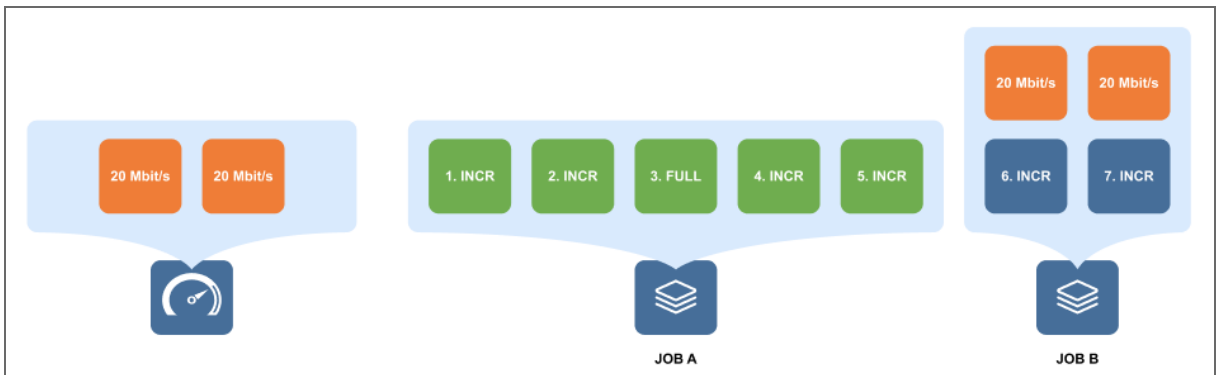 20 Mbit/s 20 Mbit/s
20 Mbit/s 20 Mbit/s 1. INCR 2. INCR 3. FULL 4. INCR 5. INCR 6. INCR 7. INCR
JOB A JOB B